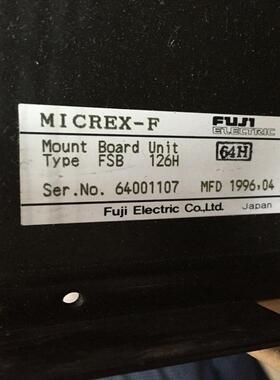 MICREX-F FUJI ELECTRIC
Mount Board Unit 64H
Type FSB 126H
Ser.No. 64001107 MFD 1996.04
Fuji Electric Co.,Ltd. Japan